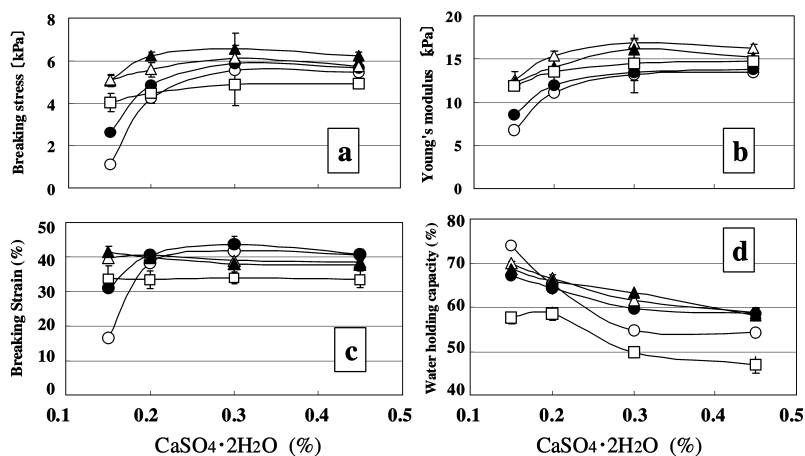 Breaking stress [kPa]
8
6
4
2
0
a
Young's modulus [kPa]
20
15
10
5
0
b
Breaking Strain (%)
50
40
30
20
10
0
c
0.1 0.2 0.3 0.4 0.5
CaSO4・2H2O (%)
Water holding capacity (%)
80
70
60
50
40
d
0.1 0.2 0.3 0.4 0.5
CaSO4・2H2O (%)